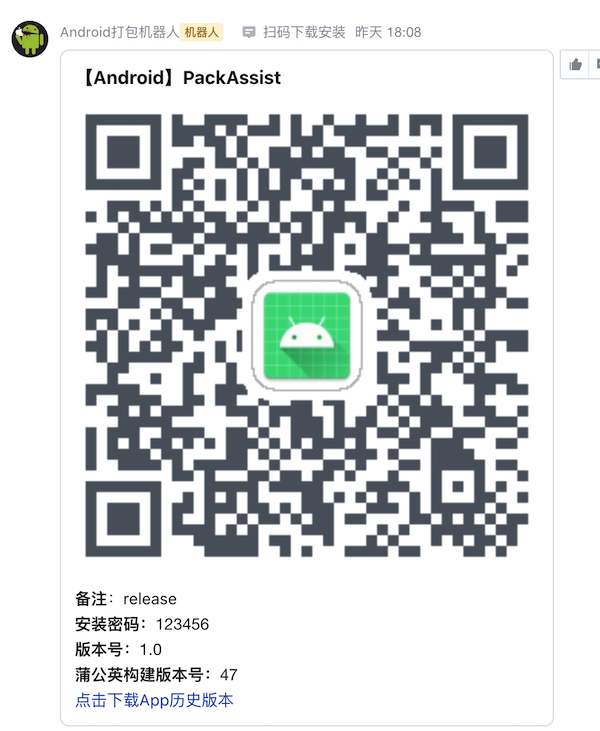 Android打包机器人 机器人 扫码下载安装 昨天 18:08
【Android】PackAssist
备注：release
安装密码：123456
版本号：1.0
蒲公英构建版本号：47
点击下载App历史版本